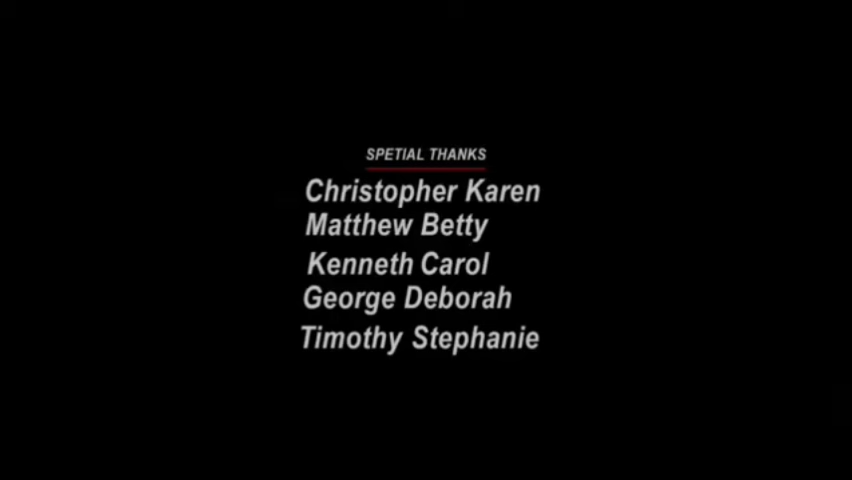 SPETIAL THANKS
Christopher Karen
Matthew Betty
Kenneth Carol
George Deborah
Timothy Stephanie